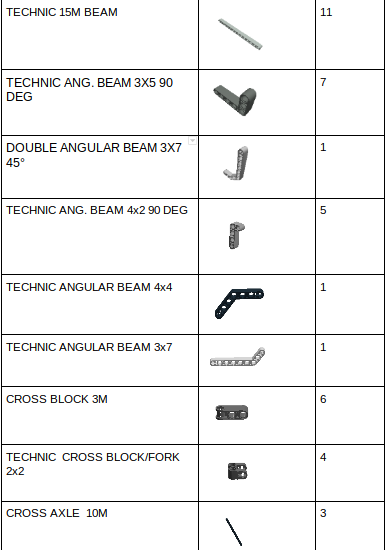 TECHNIC 15M BEAM 11
TECHNIC ANG. BEAM 3X5 90 7
DEG
DOUBLE ANGULAR BEAM 3X7 1
45°
TECHNIC ANG. BEAM 4x2 90 DEG 5
TECHNIC ANGULAR BEAM 4x4 1
TECHNIC ANGULAR BEAM 3x7 1
CROSS BLOCK 3M 6
TECHNIC CROSS BLOCK/FORK 4
2x2
CROSS AXLE 10M 3